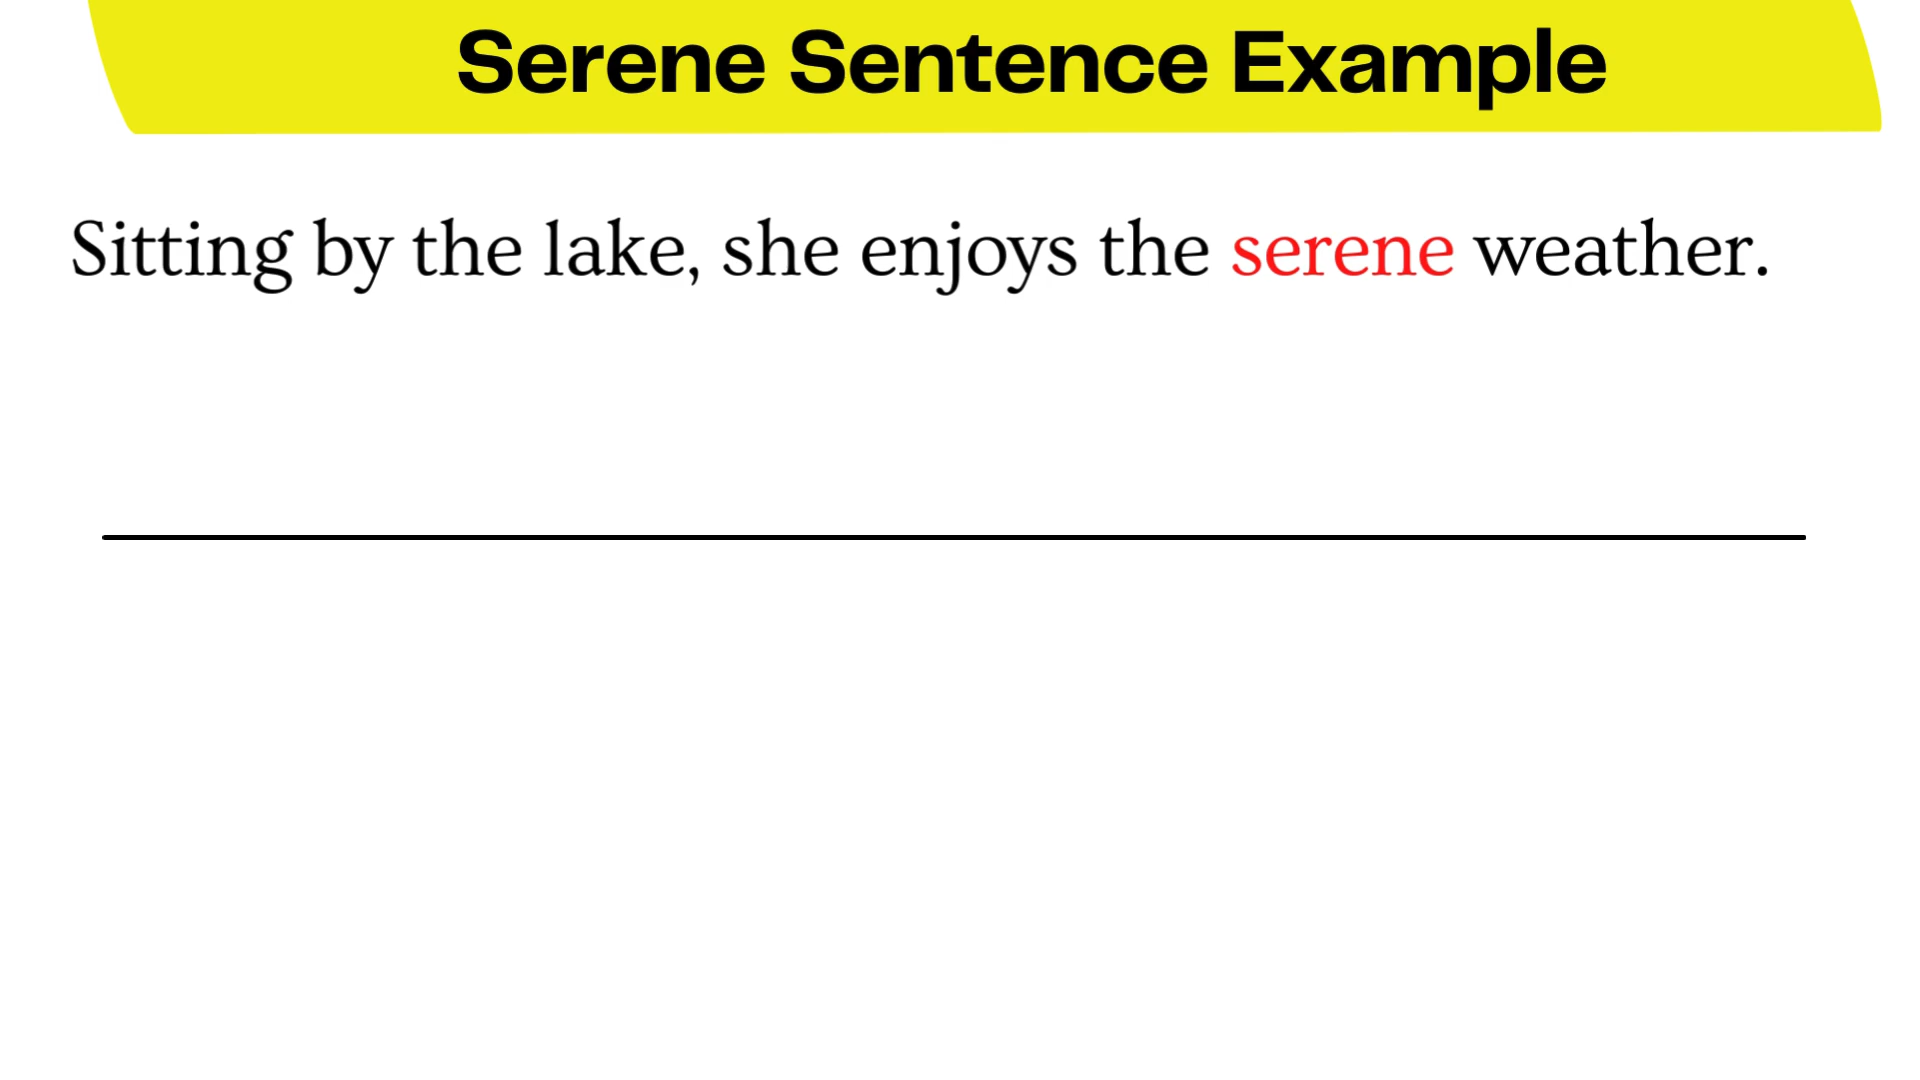 Serene Sentence Example
Sitting by the lake, she enjoys the serene weather.